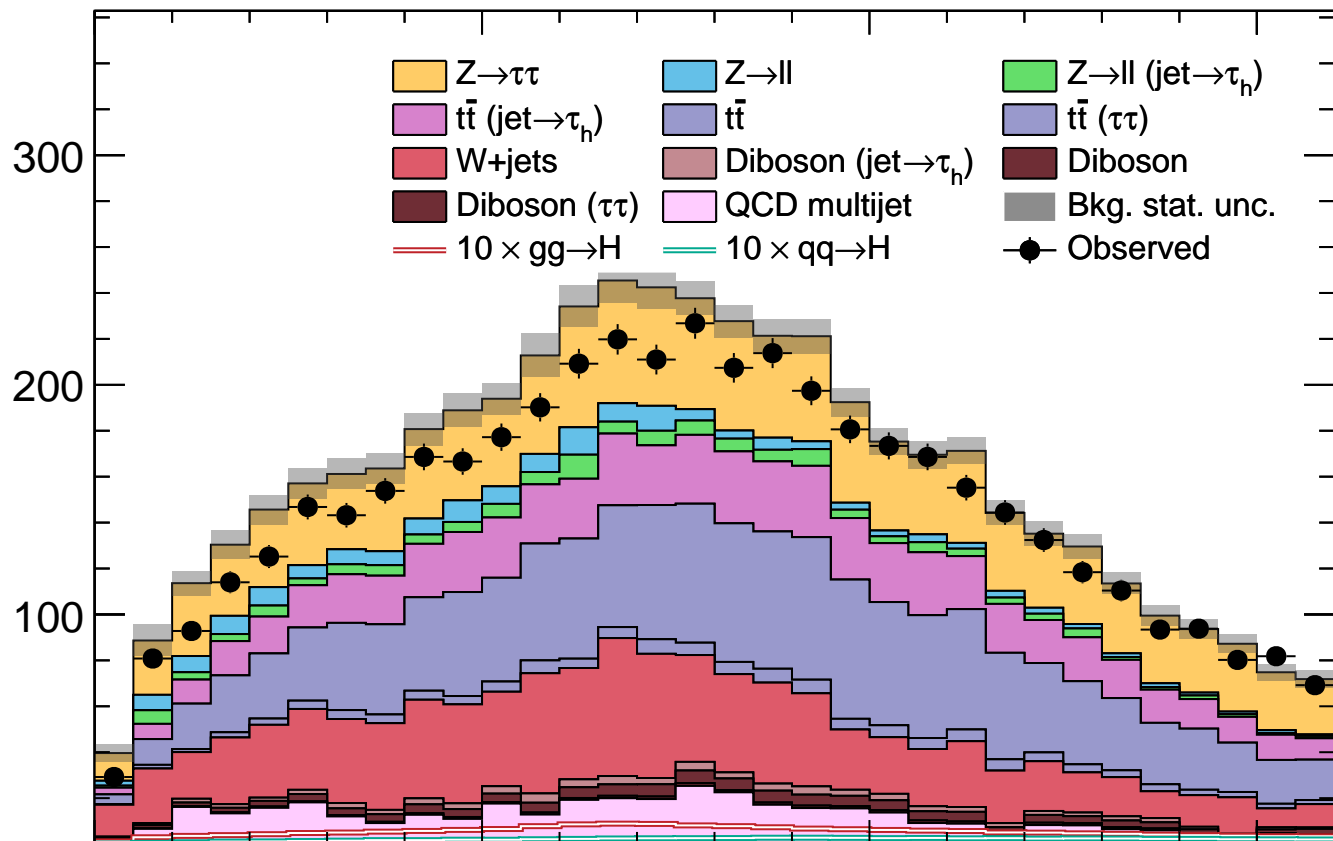 Z→ττ Z→ll Z→ll (jet→τh)
tt̄ (jet→τh) tt̄ tt̄ (ττ)
300 W+jets Diboson (jet→τh) Diboson
Diboson (ττ) QCD multijet Bkg. stat. unc.
10 × gg→H 10 × qq→H Observed
200
100